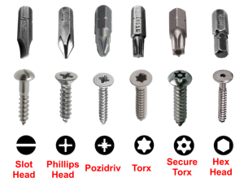 Slot
Head
Phillips
Head
Pozidriv
Torx
Secure
Torx
Hex
Head